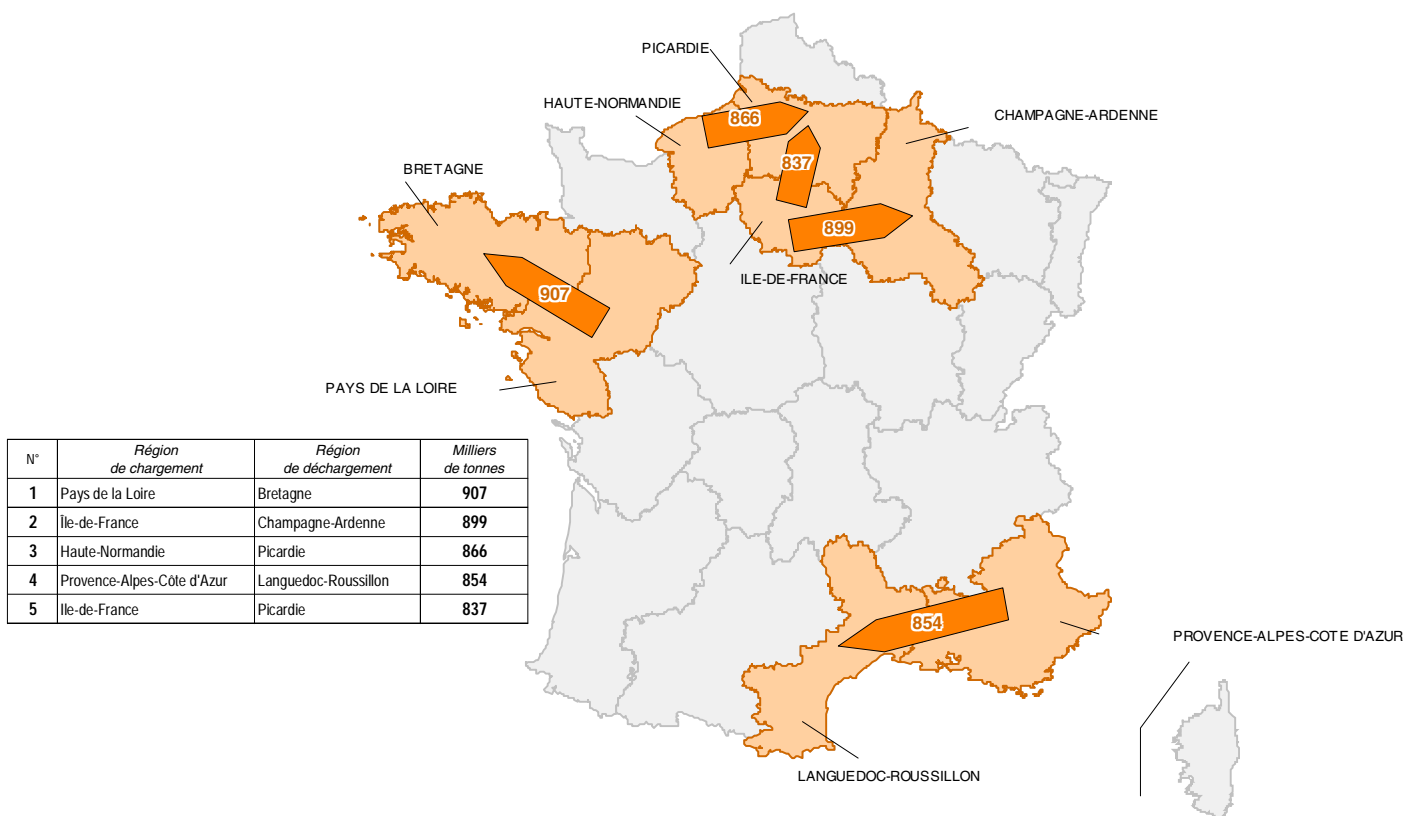 PICARDIE
HAUTE-NORMANDIE
CHAMPAGNE-ARDENNE
866
837
BRETAGNE
899
ILE-DE-FRANCE
907
PAYS DE LA LOIRE
N° Région de chargement Région de déchargement Milliers de tonnes
1 Pays de la Loire Bretagne 907
2 Île-de-France Champagne-Ardenne 899
3 Haute-Normandie Picardie 866
4 Provence-Alpes-Côte d'Azur Languedoc-Roussillon 854
5 Ile-de-France Picardie 837
854
PROVENCE-ALPES-COTE D'AZUR
LANGUEDOC-ROUSSILLON